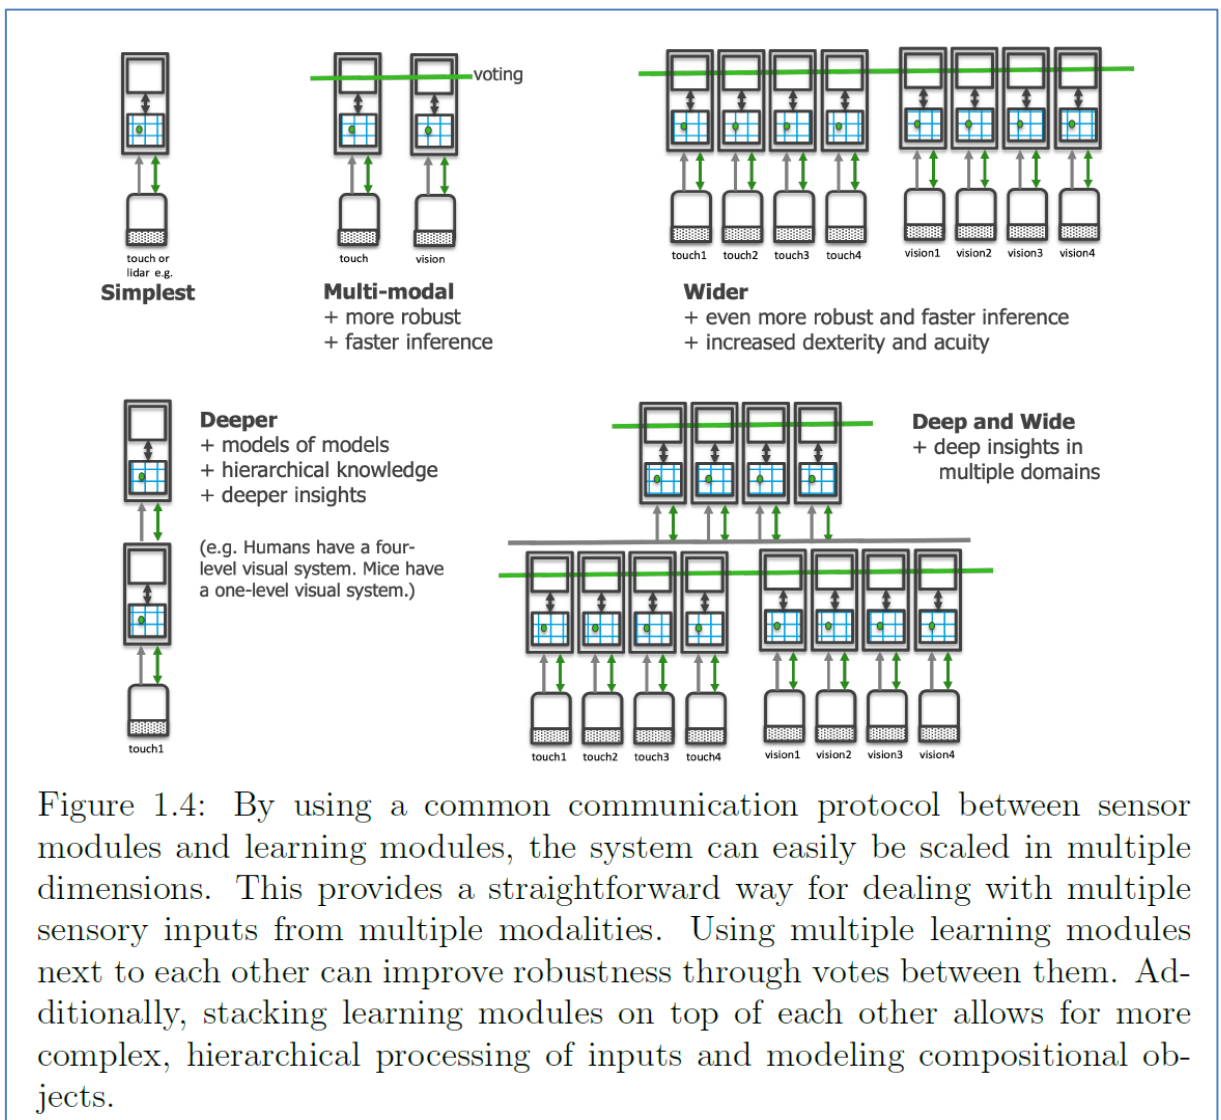 voting
touch or
lidar e.g.
touch
vision
touch1
touch2
touch3
touch4
vision1
vision2
vision3
vision4
Simplest
Multi-modal
+ more robust
+ faster inference
Wider
+ even more robust and faster inference
+ increased dexterity and acuity
Deeper
+ models of models
+ hierarchical knowledge
+ deeper insights
(e.g. Humans have a four-
level visual system. Mice have
a one-level visual system.)
touch1
Deep and Wide
+ deep insights in
multiple domains
touch1
touch2
touch3
touch4
vision1
vision2
vision3
vision4
Figure 1.4: By using a common communication protocol between sensor
modules and learning modules, the system can easily be scaled in multiple
dimensions. This provides a straightforward way for dealing with multiple
sensory inputs from multiple modalities. Using multiple learning modules
next to each other can improve robustness through votes between them. Ad-
ditionally, stacking learning modules on top of each other allows for more
complex, hierarchical processing of inputs and modeling compositional ob-
jects.